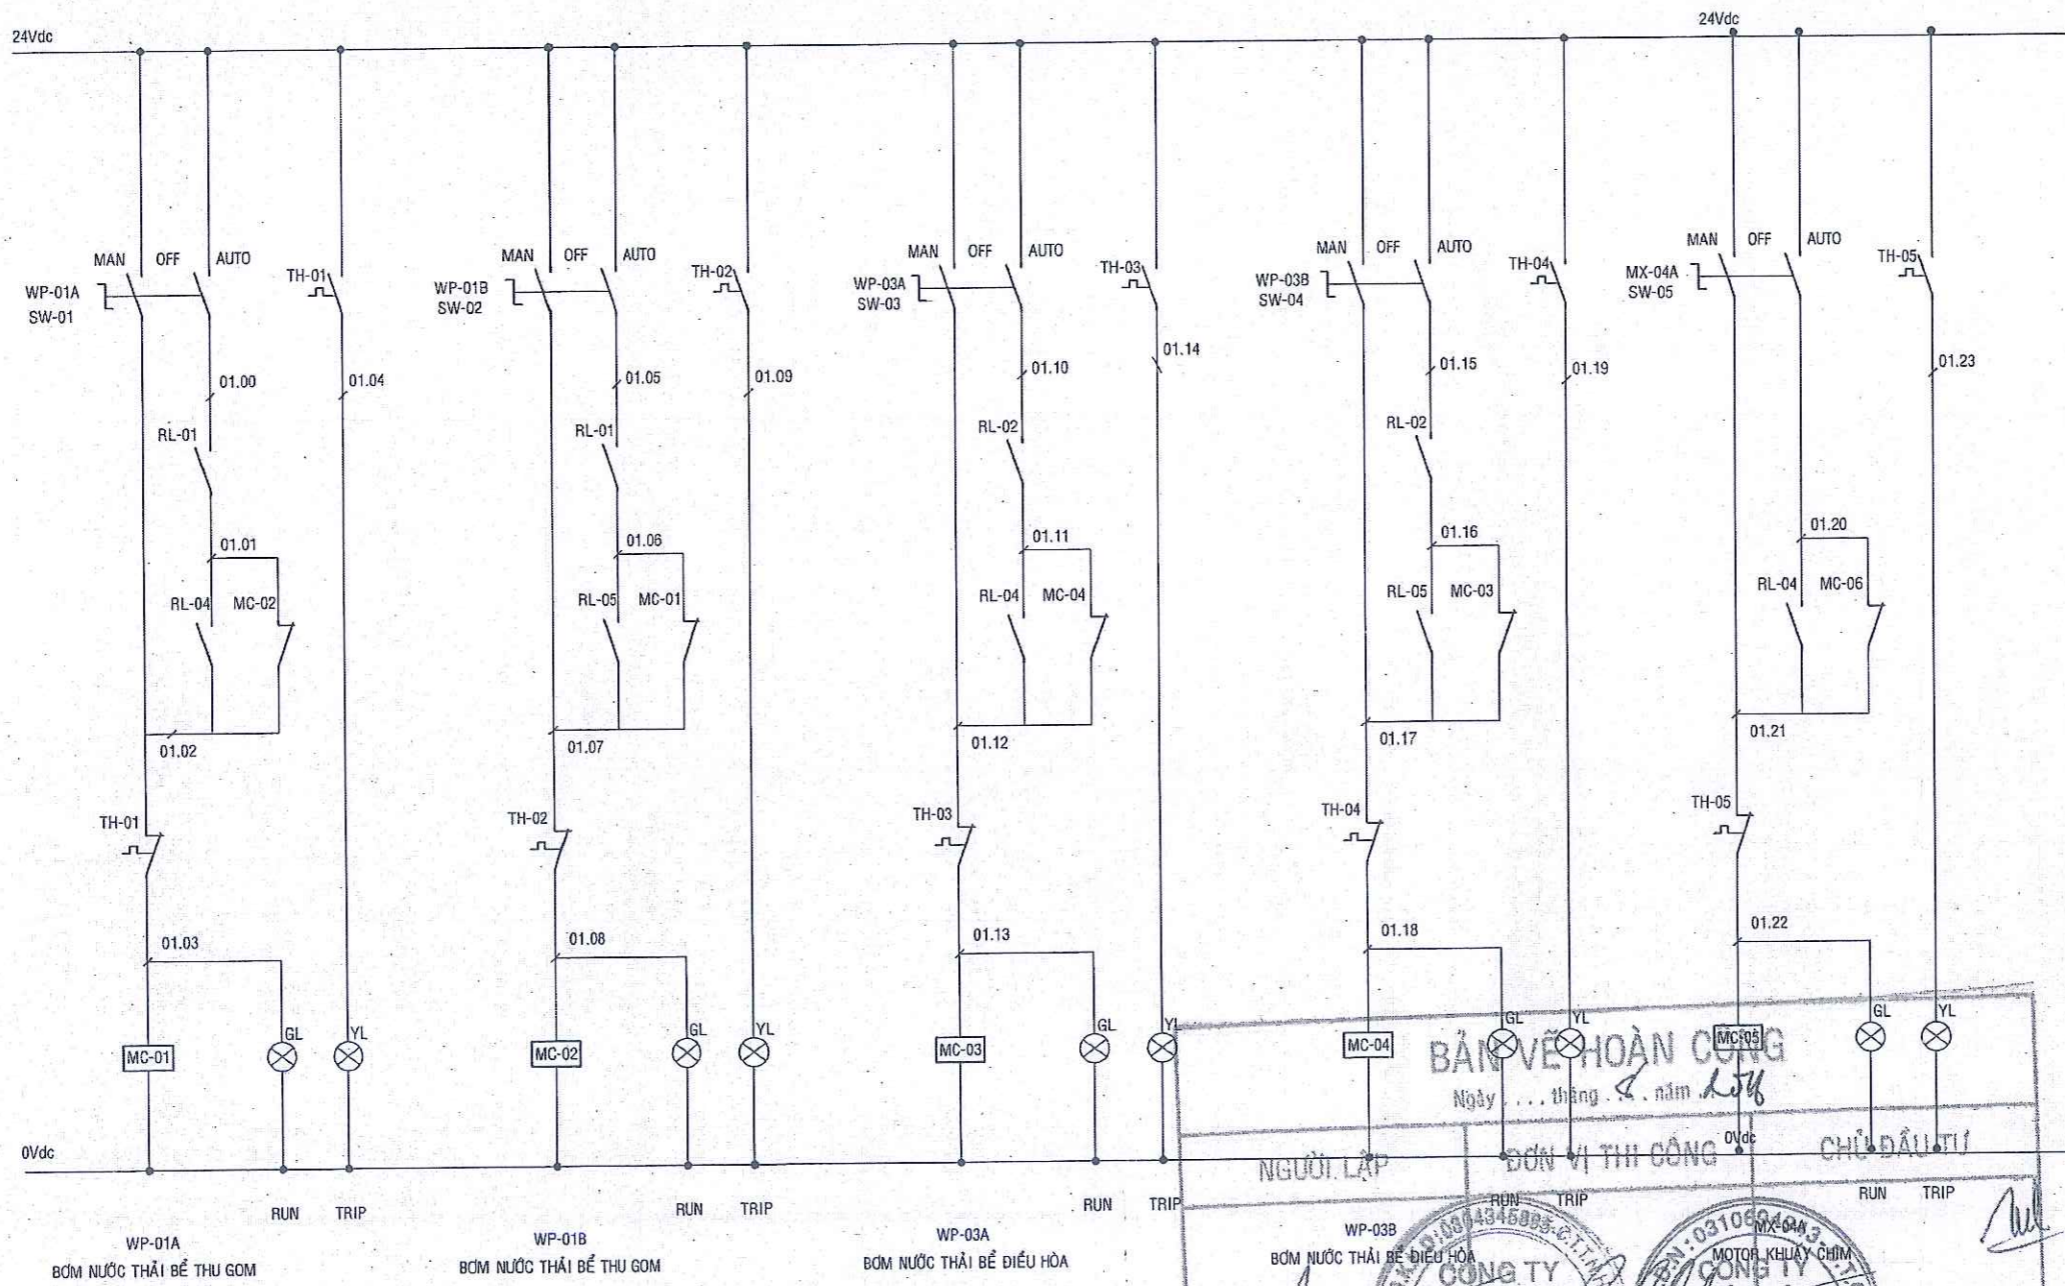 24Vdc
24Vdc
MAN OFF AUTO
WP-01A
SW-01
TH-01
01.00
01.04
RL-01
01.01
RL-04 MC-02
01.02
TH-01
01.03
MC-01
GL
YL
RUN TRIP
WP-01A
BƠM NƯỚC THẢI BỂ THU GOM
MAN OFF AUTO
WP-01B
SW-02
TH-02
01.05
01.09
RL-01
01.06
RL-05 MC-01
01.07
TH-02
01.08
MC-02
GL
YL
RUN TRIP
WP-01B
BƠM NƯỚC THẢI BỂ THU GOM
MAN OFF AUTO
WP-03A
SW-03
TH-03
01.10
01.14
RL-02
01.11
RL-04 MC-04
01.12
TH-03
01.13
MC-03
GL
YL
RUN TRIP
WP-03A
BƠM NƯỚC THẢI BỂ ĐIỀU HÒA
MAN OFF AUTO
WP-03B
SW-04
TH-04
01.15
01.19
RL-02
01.16
RL-05 MC-03
01.17
TH-04
01.18
MC-04
GL
YL
RUN TRIP
WP-03B
BƠM NƯỚC THẢI BỂ ĐIỀU HÒA
MAN OFF AUTO
MX-04A
SW-05
TH-05
01.23
01.20
RL-04 MC-06
01.21
TH-05
01.22
MC-05
GL
YL
RUN TRIP
MX-04A
MOTOR KHUẤY CHÌM
0Vdc
0Vdc
BẢN VẼ HOÀN CÔNG
Ngày .... tháng .8. năm
NGƯỜI LẬP
ĐƠN VỊ THI CÔNG
CHỦ ĐẦU TƯ
CÔNG TY
CÔNG TY